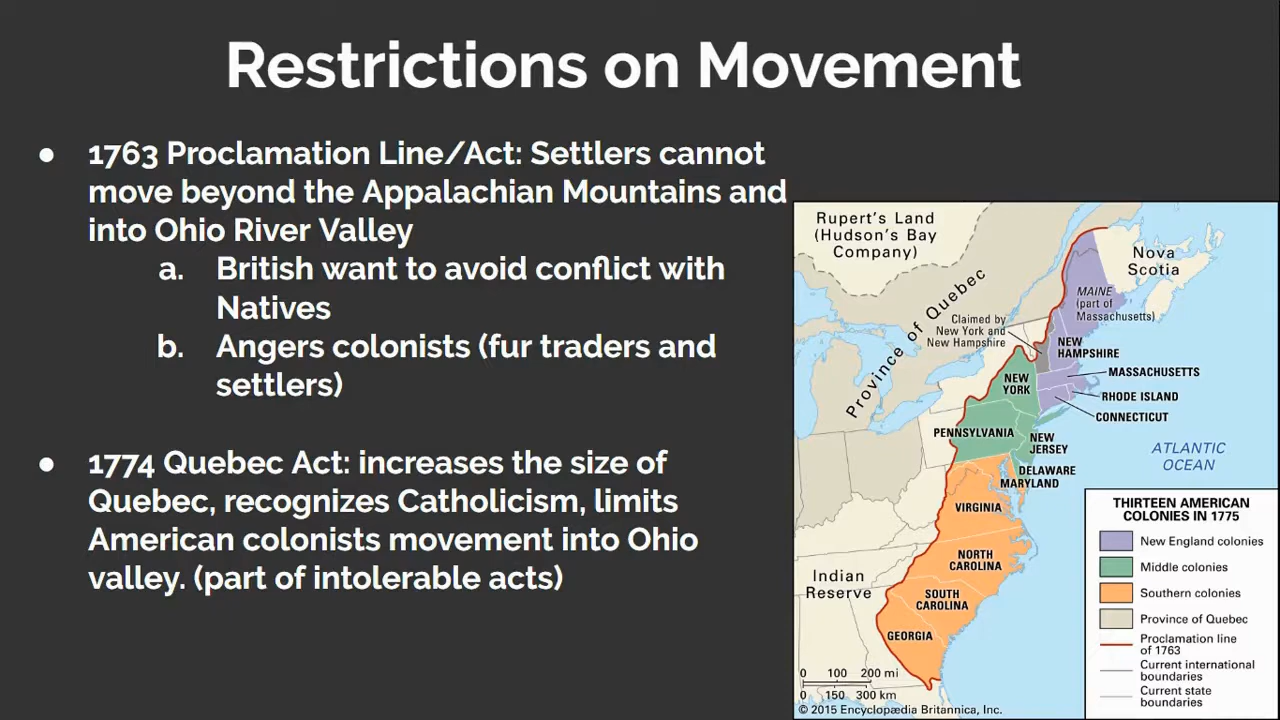 Restrictions on Movement
● 1763 Proclamation Line/Act: Settlers cannot
move beyond the Appalachian Mountains and
into Ohio River Valley
a. British want to avoid conflict with
Natives
b. Angers colonists (fur traders and
settlers)
● 1774 Quebec Act: increases the size of
Quebec, recognizes Catholicism, limits
American colonists movement into Ohio
valley. (part of intolerable acts)
Rupert's Land
(Hudson's Bay
Company)
Province of Quebec
Nova
Scotia
MAINE
(part of
Massachusetts)
Claimed by
New York and
New Hampshire
NEW
HAMPSHIRE
MASSACHUSETTS
RHODE ISLAND
CONNECTICUT
NEW
YORK
PENNSYLVANIA
NEW
JERSEY
DELAWARE
MARYLAND
ATLANTIC
OCEAN
VIRGINIA
NORTH
CAROLINA
SOUTH
CAROLINA
GEORGIA
Indian
Reserve
THIRTEEN AMERICAN
COLONIES IN 1775
New England colonies
Middle colonies
Southern colonies
Province of Quebec
Proclamation line
of 1763
Current international
boundaries
Current state
boundaries
0 100 200 mi
0 150 300 km
© 2015 Encyclopædia Britannica, Inc.